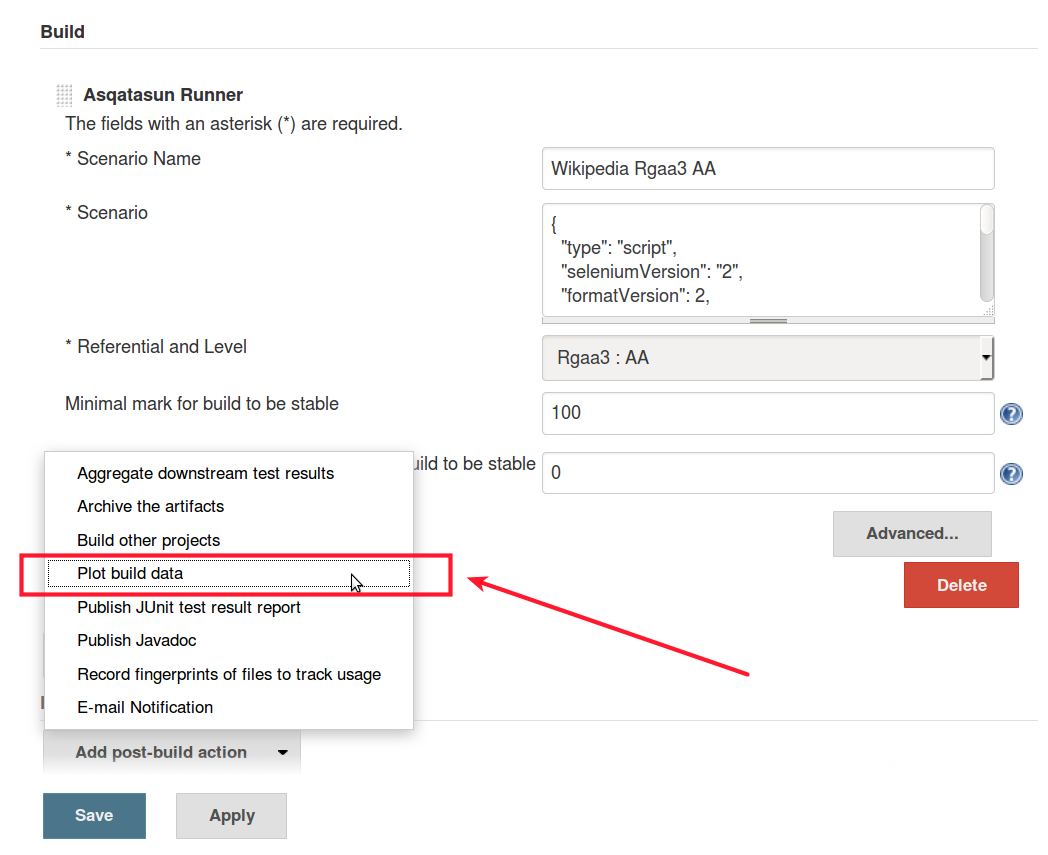 Build
Asqatasun Runner
The fields with an asterisk (*) are required.
* Scenario Name
Wikipedia Rgaa3 AA
* Scenario
{
"type": "script",
"seleniumVersion": "2",
"formatVersion": 2,
* Referential and Level
Rgaa3 : AA
Minimal mark for build to be stable
100
to be stable
0
Aggregate downstream test results
Archive the artifacts
Build other projects
Plot build data
Publish JUnit test result report
Publish Javadoc
Record fingerprints of files to track usage
E-mail Notification
Advanced...
Delete
Add post-build action
Save
Apply